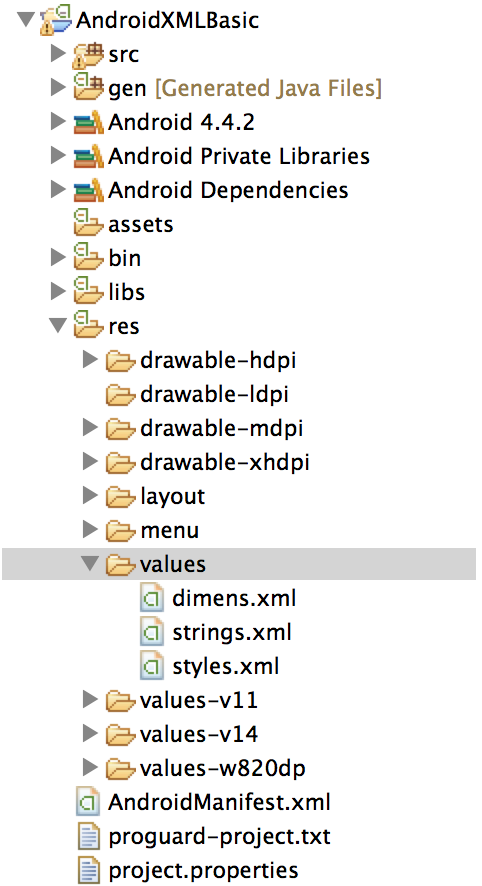 AndroidXMLBasic
src
gen [Generated Java Files]
Android 4.4.2
Android Private Libraries
Android Dependencies
assets
bin
libs
res
drawable-hdpi
drawable-ldpi
drawable-mdpi
drawable-xhdpi
layout
menu
values
dimens.xml
strings.xml
styles.xml
values-v11
values-v14
values-w820dp
AndroidManifest.xml
proguard-project.txt
project.properties